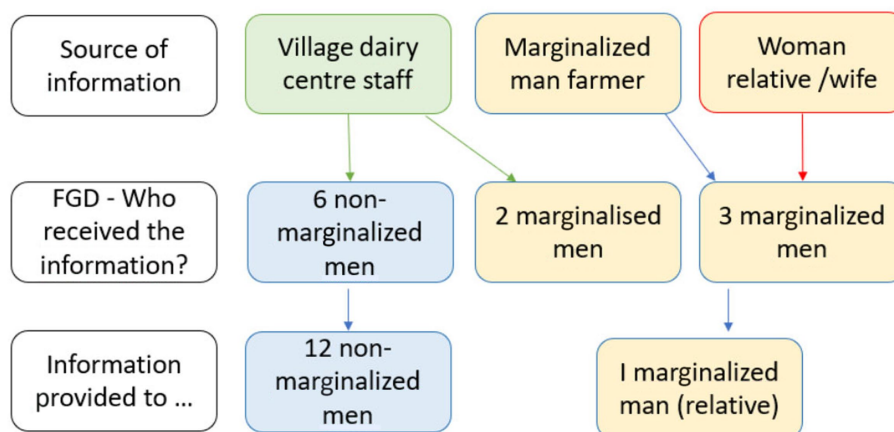 Source of
information
Village dairy
centre staff
Marginalized
man farmer
Woman
relative /wife
FGD - Who
received the
information?
6 non-
marginalized
men
2 marginalised
men
3 marginalized
men
Information
provided to ...
12 non-
marginalized
men
I marginalized
man (relative)